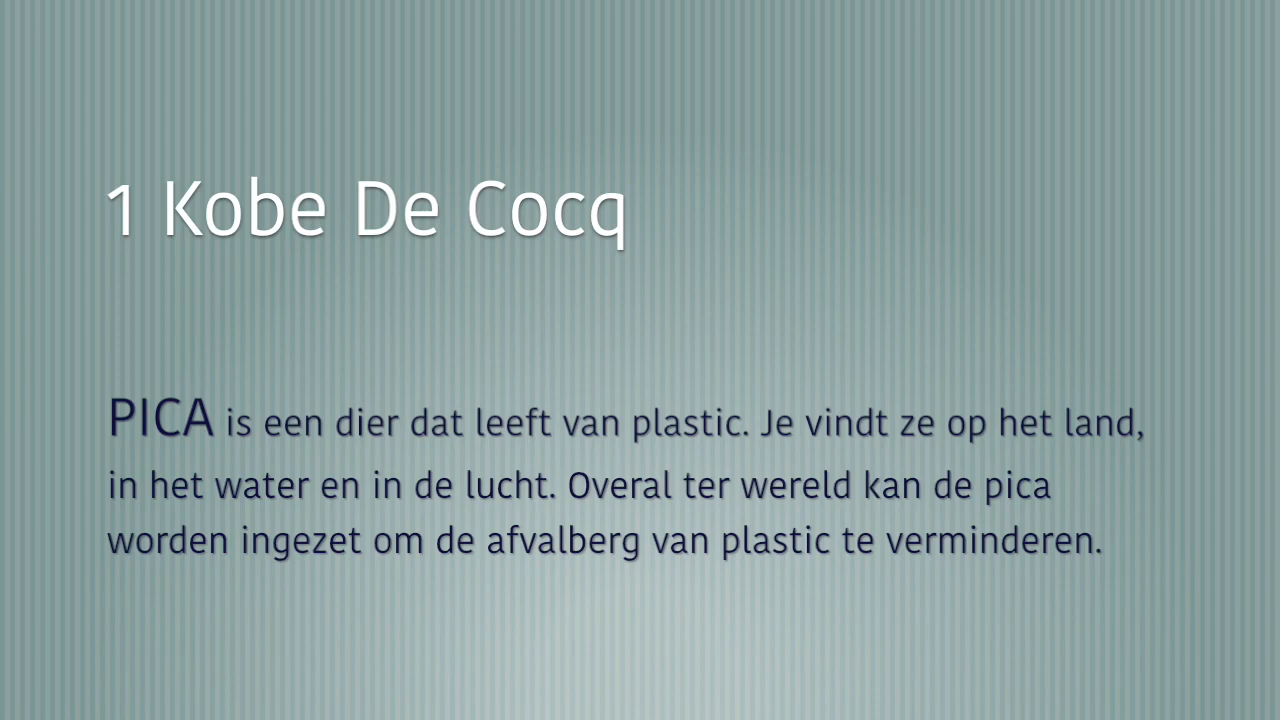 1 Kobe De Cocq
PICA is een dier dat leeft van plastic. Je vindt ze op het land,
in het water en in de lucht. Overal ter wereld kan de pica
worden ingezet om de afvalberg van plastic te verminderen.